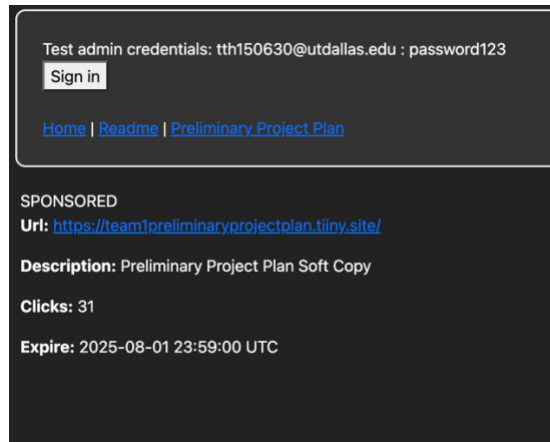 Test admin credentials: tth150630@utdallas.edu : password123
Sign in
Home | Readme | Preliminary Project Plan
SPONSORED
Url: https://team1preliminaryprojectplan.tiiny.site/
Description: Preliminary Project Plan Soft Copy
Clicks: 31
Expire: 2025-08-01 23:59:00 UTC